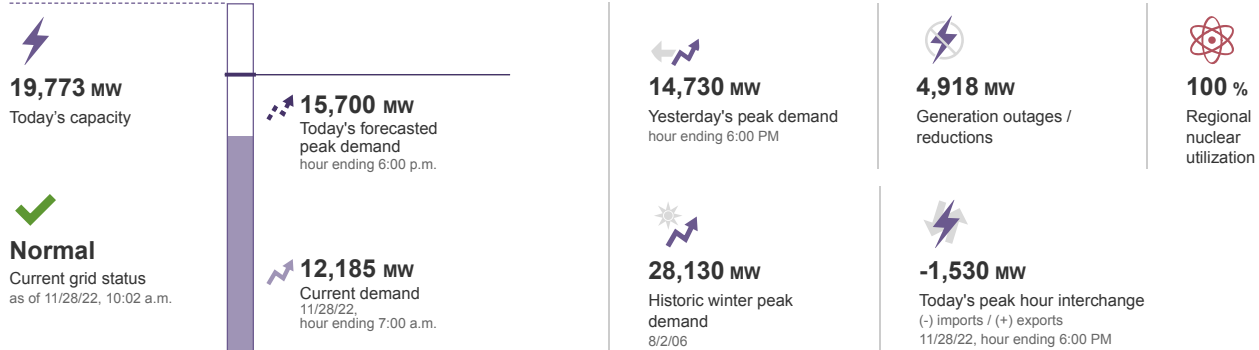 19,773 MW
Today's capacity
15,700 MW
Today's forecasted
peak demand
hour ending 6:00 p.m.
Normal
Current grid status
as of 11/28/22, 10:02 a.m.
12,185 MW
Current demand
11/28/22,
hour ending 7:00 a.m.
14,730 MW
Yesterday's peak demand
hour ending 6:00 PM
4,918 MW
Generation outages /
reductions
100 %
Regional
nuclear
utilization
28,130 MW
Historic winter peak
demand
8/2/06
-1,530 MW
Today's peak hour interchange
(-) imports / (+) exports
11/28/22, hour ending 6:00 PM